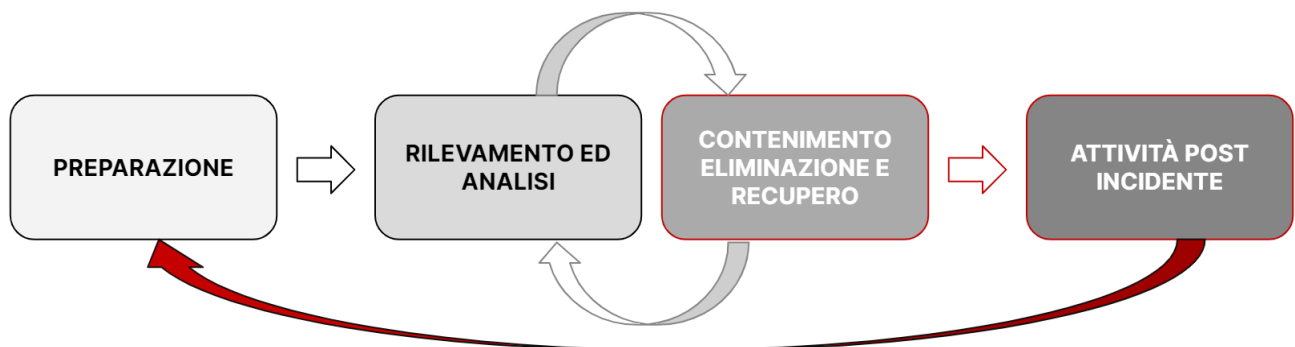 PREPARAZIONE
RILEVAMENTO ED
ANALISI
CONTENIMENTO
ELIMINAZIONE E
RECUPERO
ATTIVITÀ POST
INCIDENTE